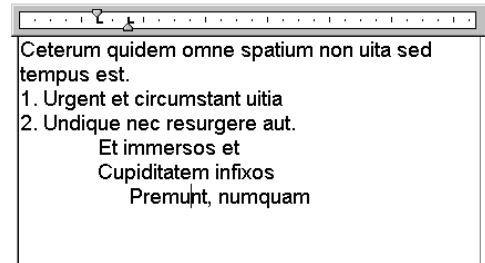 Ceterum quidem omne spatium non uita sed
tempus est.
1. Urgent et circumstant uitia
2. Undique nec resurgere aut.
Et immersos et
Cupiditatem infixos
Premunt, numquam